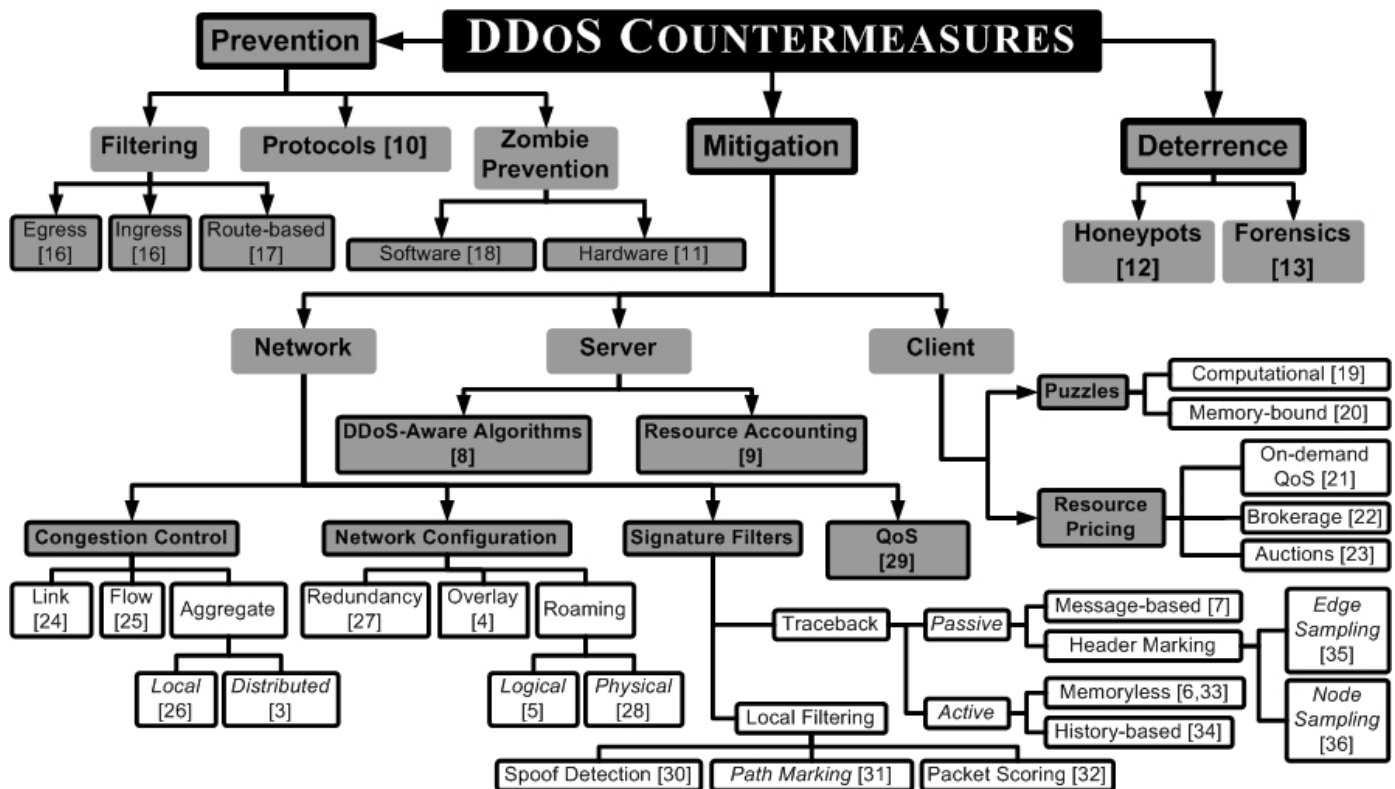 DDOS COUNTERMEASURES
Prevention
Mitigation
Deterrence
Filtering
Protocols [10]
Zombie
Prevention
Egress
[16]
Ingress
[16]
Route-based
[17]
Software [18]
Hardware [11]
Honeypots
[12]
Forensics
[13]
Network
Server
Client
DDoS-Aware Algorithms
[8]
Resource Accounting
[9]
Puzzles
Computational [19]
Memory-bound [20]
Resource
Pricing
On-demand
QoS [21]
Brokerage [22]
Auctions [23]
Congestion Control
Network Configuration
Signature Filters
QoS
[29]
Link
[24]
Flow
[25]
Aggregate
Local
[26]
Distributed
[3]
Redundancy
[27]
Overlay
[4]
Roaming
Logical
[5]
Physical
[28]
Traceback
Passive
Message-based [7]
Header Marking
Edge
Sampling
[35]
Node
Sampling
[36]
Active
Memoryless [6,33]
History-based [34]
Local Filtering
Spoof Detection [30]
Path Marking [31]
Packet Scoring [32]